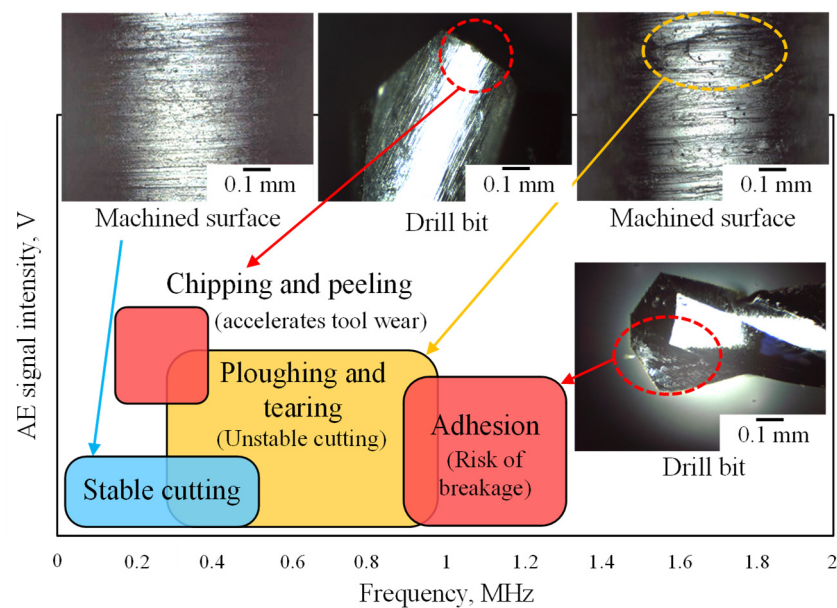 0.1 mm
0.1 mm
0.1 mm
Machined surface
Drill bit
Machined surface
AE signal intensity, V
Chipping and peeling
(accelerates tool wear)
Ploughing and
tearing
(Unstable cutting)
Adhesion
(Risk of
breakage)
Stable cutting
0.1 mm
Drill bit
0 0.2 0.4 0.6 0.8 1 1.2 1.4 1.6 1.8 2
Frequency, MHz